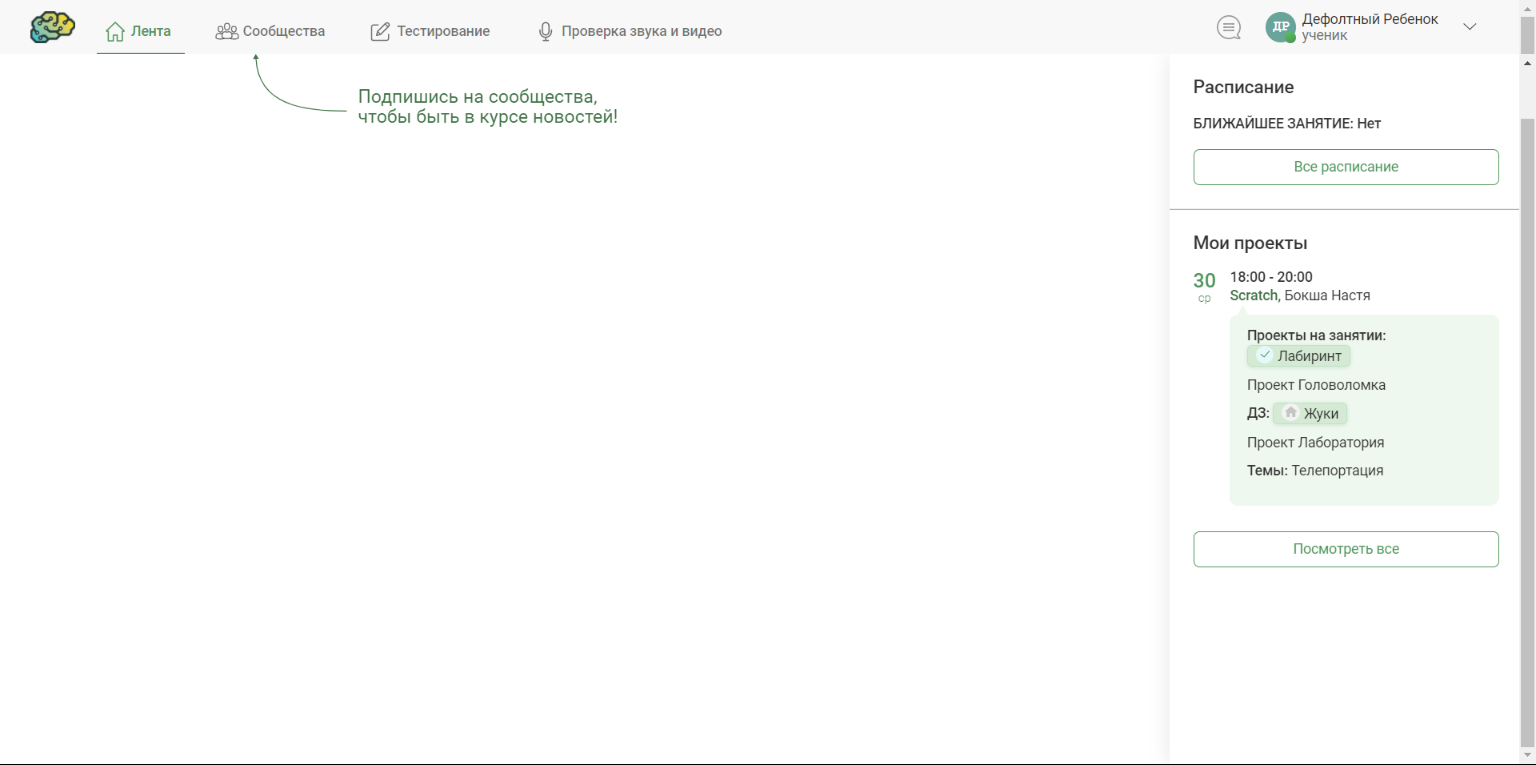 Лента
Сообщества
Тестирование
Проверка звука и видео
ДР
Дефолтный Ребенок
ученик
Подпишись на сообщества,
чтобы быть в курсе новостей!
Расписание
БЛИЖАЙШЕЕ ЗАНЯТИЕ: Нет
Все расписание
Мои проекты
30
ср
18:00 - 20:00
Scratch, Бокша Настя
Проекты на занятии:
Лабиринт
Проект Головоломка
ДЗ: Жуки
Проект Лаборатория
Темы: Телепортация
Посмотреть все